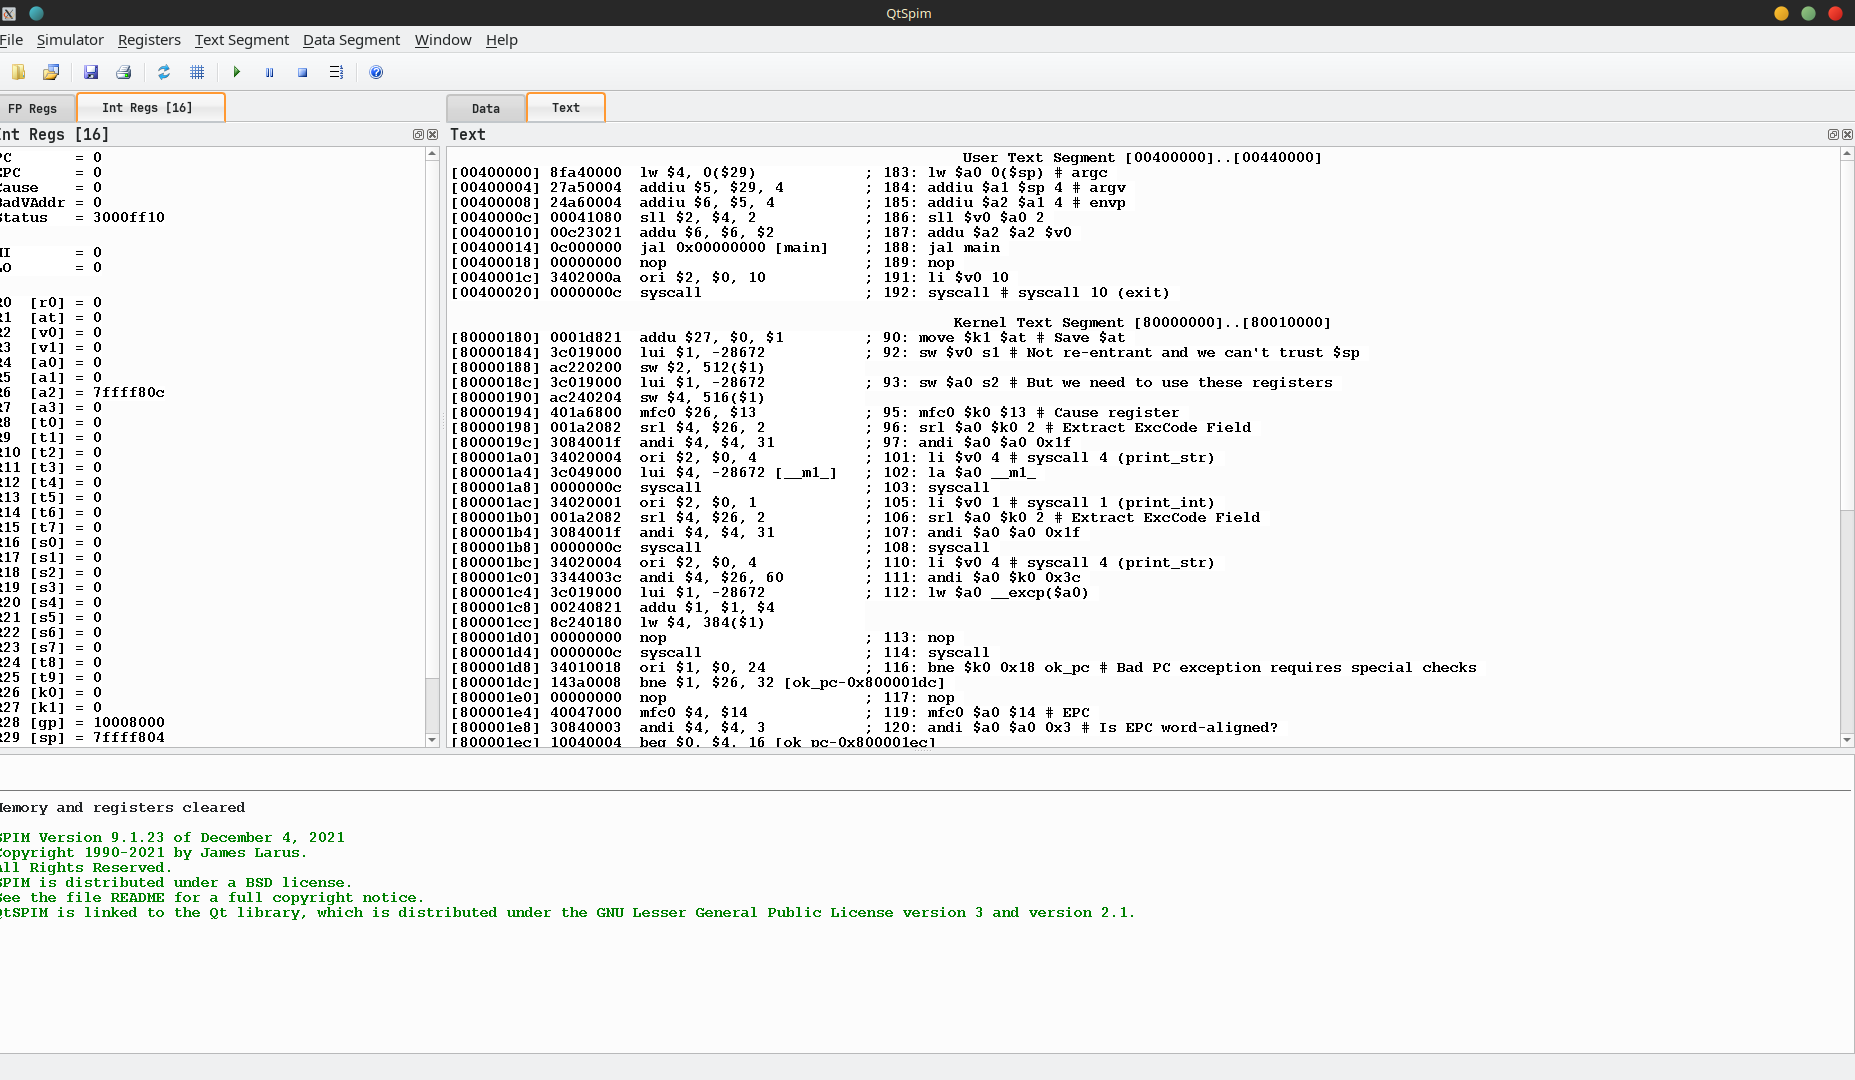 QtSpim
File Simulator Registers Text Segment Data Segment Window Help
FP Regs Int Regs [16] Data Text
nt Regs [16] Text
PC = 0
EPC = 0
Cause = 0
BadVAddr = 0
Status = 3000ff10
HI = 0
LO = 0
R0 [r0] = 0
R1 [at] = 0
R2 [v0] = 0
R3 [v1] = 0
R4 [a0] = 0
R5 [a1] = 0
R6 [a2] = 7ffff80c
R7 [a3] = 0
R8 [t0] = 0
R9 [t1] = 0
R10 [t2] = 0
R11 [t3] = 0
R12 [t4] = 0
R13 [t5] = 0
R14 [t6] = 0
R15 [t7] = 0
R16 [s0] = 0
R17 [s1] = 0
R18 [s2] = 0
R19 [s3] = 0
R20 [s4] = 0
R21 [s5] = 0
R22 [s6] = 0
R23 [s7] = 0
R24 [t8] = 0
R25 [t9] = 0
R26 [k0] = 0
R27 [k1] = 0
R28 [gp] = 10008000
R29 [sp] = 7ffff804
User Text Segment [00400000]..[00440000]
[00400000] 8fa40000 lw $4, 0($29) ; 183: lw $a0 0($sp) # argc
[00400004] 27a50004 addiu $5, $29, 4 ; 184: addiu $a1 $sp 4 # argv
[00400008] 24a60004 addiu $6, $5, 4 ; 185: addiu $a2 $a1 4 # envp
[0040000c] 00041080 sll $2, $4, 2 ; 186: sll $v0 $a0 2
[00400010] 00c23021 addu $6, $6, $2 ; 187: addu $a2 $a2 $v0
[00400014] 0c000000 jal 0x00000000 [main] ; 188: jal main
[00400018] 00000000 nop ; 189: nop
[0040001c] 3402000a ori $2, $0, 10 ; 191: li $v0 10
[00400020] 0000000c syscall ; 192: syscall # syscall 10 (exit)
Kernel Text Segment [80000000]..[80010000]
[80000180] 0001d821 addu $27, $0, $1 ; 90: move $k1 $at # Save $at
[80000184] 3c019000 lui $1, -28672 ; 92: sw $v0 s1 # Not re-entrant and we can't trust $sp
[80000188] ac220200 sw $2, 512($1)
[8000018c] 3c019000 lui $1, -28672 ; 93: sw $a0 s2 # But we need to use these registers
[80000190] ac240204 sw $4, 516($1)
[80000194] 401a6800 mfc0 $26, $13 ; 95: mfc0 $k0 $13 # Cause register
[80000198] 001a2082 srl $4, $26, 2 ; 96: srl $a0 $k0 2 # Extract ExcCode Field
[8000019c] 3084001f andi $4, $4, 31 ; 97: andi $a0 $a0 0x1f
[800001a0] 34020004 ori $2, $0, 4 ; 101: li $v0 4 # syscall 4 (print_str)
[800001a4] 3c049000 lui $4, -28672 [__m1_] ; 102: la $a0 __m1_
[800001a8] 0000000c syscall ; 103: syscall
[800001ac] 34020001 ori $2, $0, 1 ; 105: li $v0 1 # syscall 1 (print_int)
[800001b0] 001a2082 srl $4, $26, 2 ; 106: srl $a0 $k0 2 # Extract ExcCode Field
[800001b4] 3084001f andi $4, $4, 31 ; 107: andi $a0 $a0 0x1f
[800001b8] 0000000c syscall ; 108: syscall
[800001bc] 34020004 ori $2, $0, 4 ; 110: li $v0 4 # syscall 4 (print_str)
[800001c0] 3344003c andi $4, $26, 60 ; 111: andi $a0 $k0 0x3c
[800001c4] 3c019000 lui $1, -28672 ; 112: lw $a0 __excp($a0)
[800001c8] 00240821 addu $1, $1, $4
[800001cc] 8c240180 lw $4, 384($1)
[800001d0] 00000000 nop ; 113: nop
[800001d4] 0000000c syscall ; 114: syscall
[800001d8] 34010018 ori $1, $0, 24 ; 116: bne $k0 0x18 ok_pc # Bad PC exception requires special checks
[800001dc] 143a0008 bne $1, $26, 32 [ok_pc-0x800001dc]
[800001e0] 00000000 nop ; 117: nop
[800001e4] 40047000 mfc0 $4, $14 ; 119: mfc0 $a0 $14 # EPC
[800001e8] 30840003 andi $4, $4, 3 ; 120: andi $a0 $a0 0x3 # Is EPC word-aligned?
[800001ec] 10040004 beq $0, $4, 16 [ok_pc-0x800001ec]
Memory and registers cleared
SPIM Version 9.1.23 of December 4, 2021
Copyright 1990-2021 by James Larus.
All Rights Reserved.
SPIM is distributed under a BSD license.
See the file README for a full copyright notice.
QtSPIM is linked to the Qt library, which is distributed under the GNU Lesser General Public License version 3 and version 2.1.